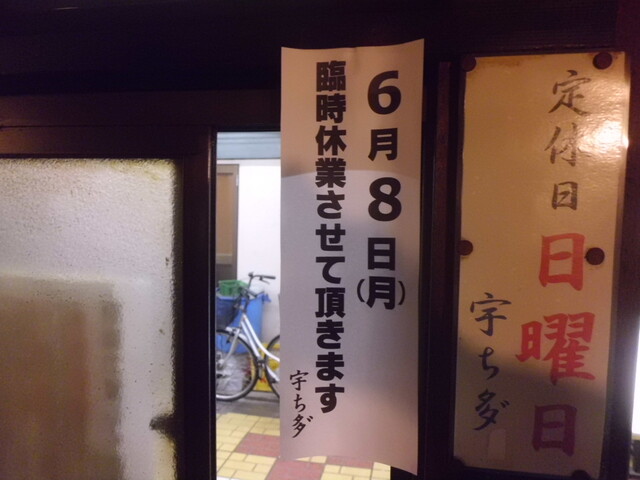 定休日
日曜日
宇ち多゙
6月8日(月)
臨時休業させて頂きます
宇ち多゙